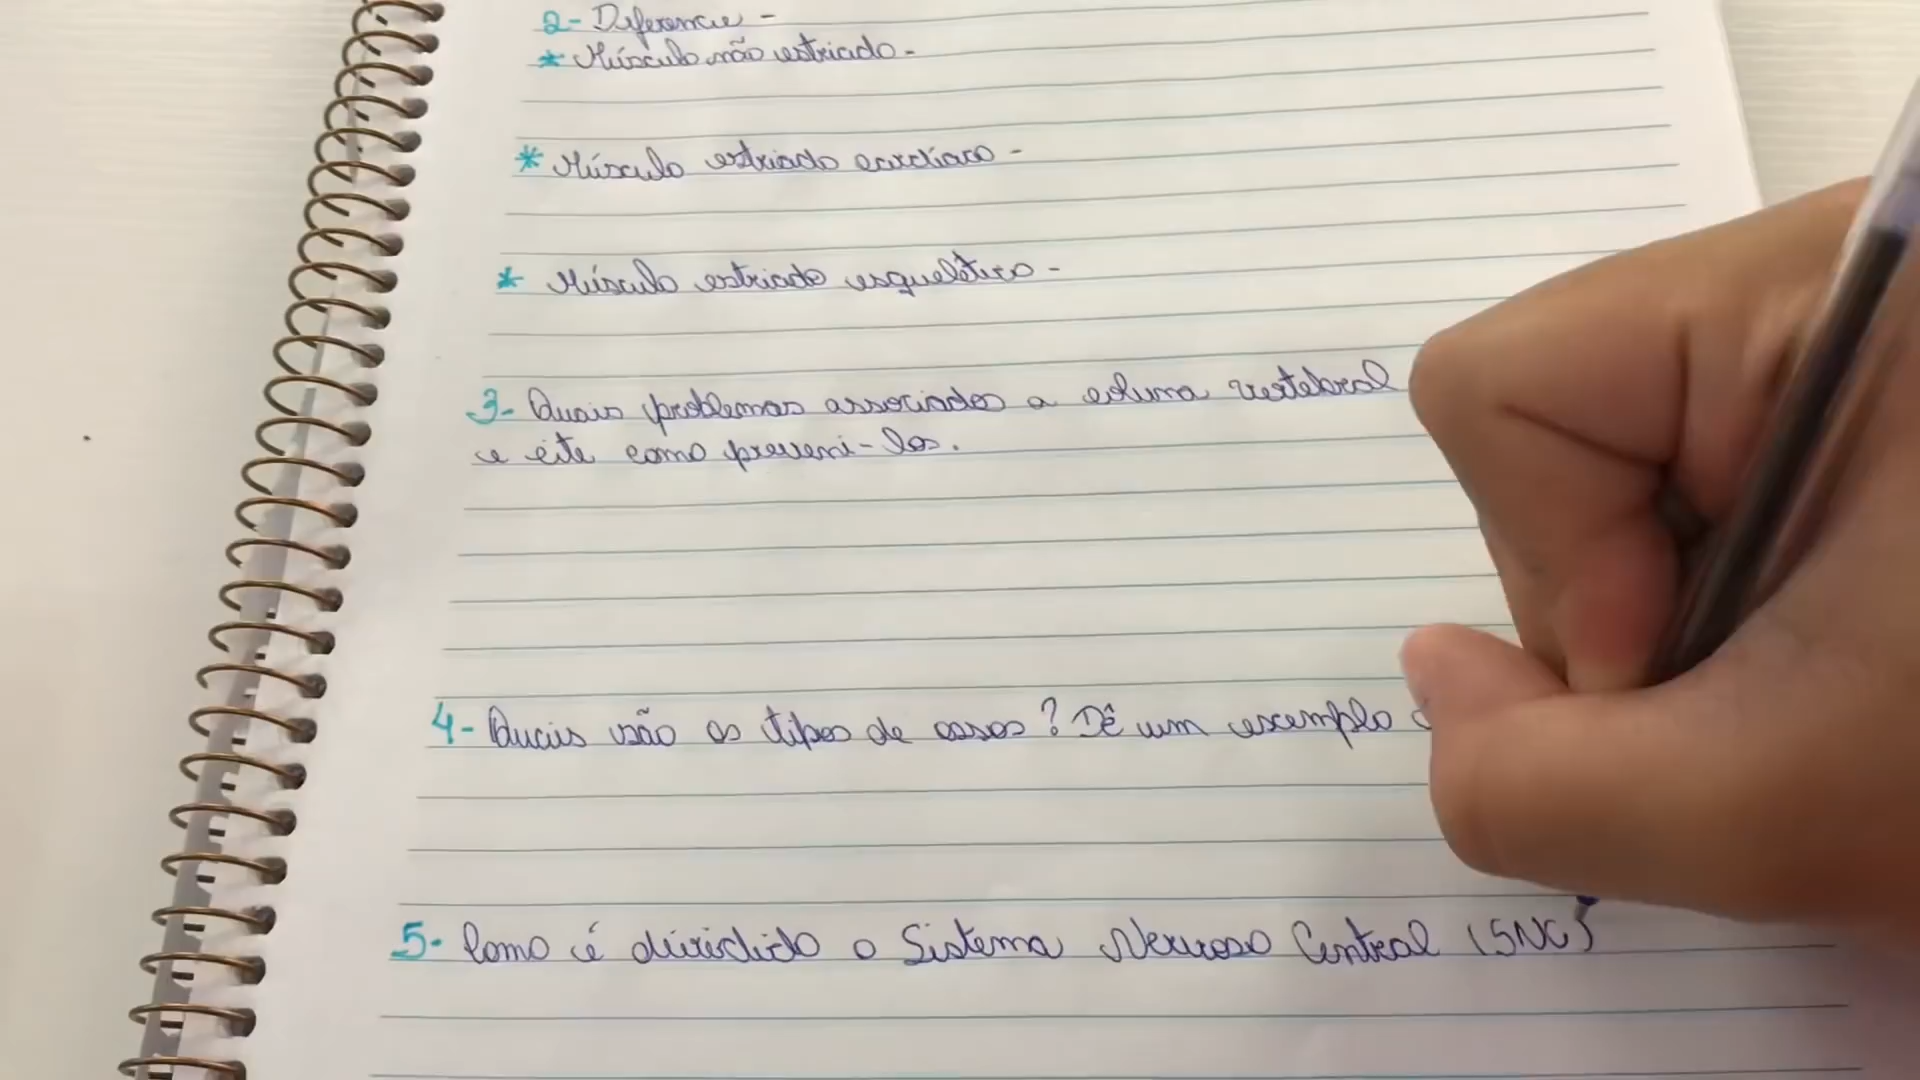 2- Diferencie -
* Músculo não estriado -
* Músculo estriado cardíaco -
* Músculo estriado esquelético -
3- Quais problemas associados a coluna vertebral
e cite como preveni-los.
4- Quais são os tipos de ossos? Dê um exemplo
5- Como é dividido o Sistema Nervoso Central (SNC)